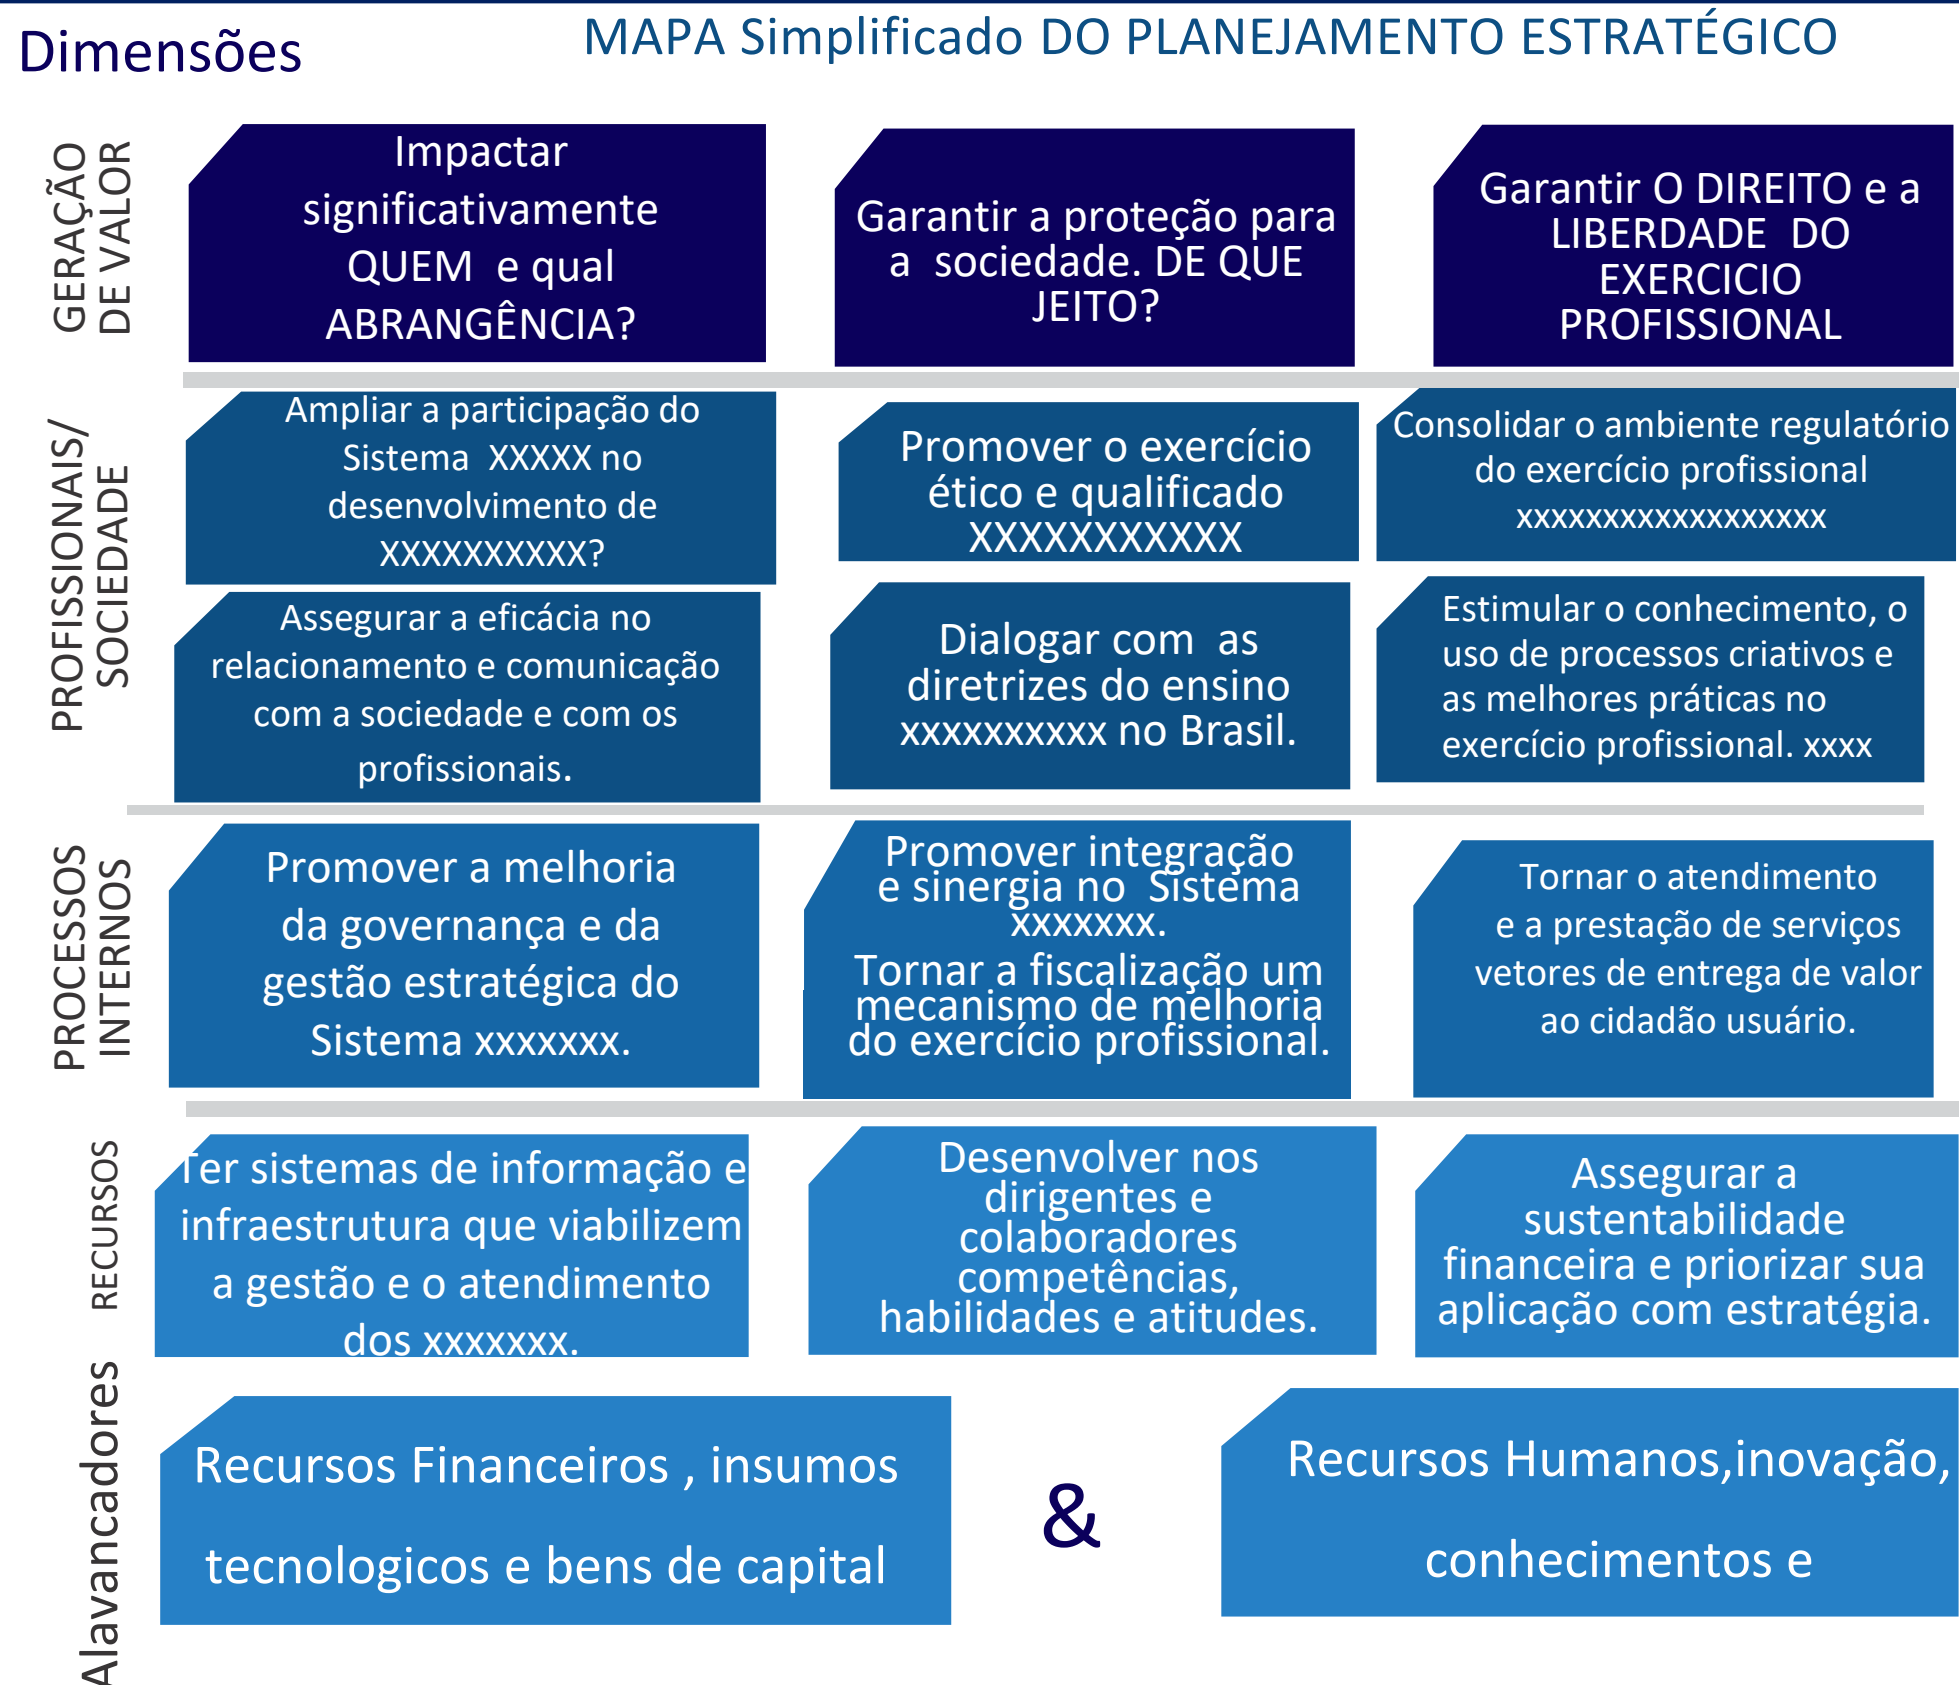 Dimensões
MAPA Simplificado DO PLANEJAMENTO ESTRATÉGICO
GERAÇÃO
DE VALOR
Impactar
significativamente
QUEM e qual
ABRANGÊNCIA?
Garantir a proteção para
a sociedade. DE QUE
JEITO?
Garantir O DIREITO e a
LIBERDADE DO
EXERCICIO
PROFISSIONAL
PROFISSIONAIS/
SOCIEDADE
Ampliar a participação do
Sistema XXXXX no
desenvolvimento de
XXXXXXXXXX?
Promover o exercício
ético e qualificado
XXXXXXXXXXX
Consolidar o ambiente regulatório
do exercício profissional
xxxxxxxxxxxxxxxxxx
Assegurar a eficácia no
relacionamento e comunicação
com a sociedade e com os
profissionais.
Dialogar com as
diretrizes do ensino
xxxxxxxxxx no Brasil.
Estimular o conhecimento, o
uso de processos criativos e
as melhores práticas no
exercício profissional. xxxx
PROCESSOS
INTERNOS
Promover a melhoria
da governança e da
gestão estratégica do
Sistema xxxxxxx.
Promover integração
e sinergia no Sistema
xxxxxxx.
Tornar a fiscalização um
mecanismo de melhoria
do exercício profissional.
Tornar o atendimento
e a prestação de serviços
vetores de entrega de valor
ao cidadão usuário.
RECURSOS
Ter sistemas de informação e
infraestrutura que viabilizem
a gestão e o atendimento
dos xxxxxxx.
Desenvolver nos
dirigentes e
colaboradores
competências,
habilidades e atitudes.
Assegurar a
sustentabilidade
financeira e priorizar sua
aplicação com estratégia.
Alavancadores
Recursos Financeiros , insumos
tecnologicos e bens de capital
&
Recursos Humanos,inovação,
conhecimentos e